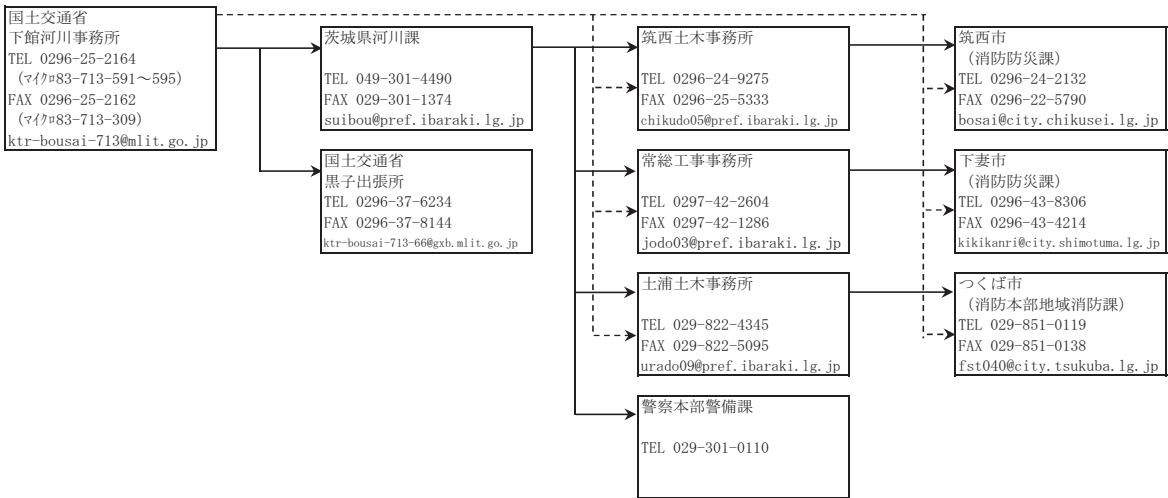 国土交通省
下館河川事務所
TEL 0296-25-2164
（ﾏｲｸﾛ83-713-591～595）
FAX 0296-25-2162
（ﾏｲｸﾛ83-713-309）
ktr-bousai-713@mlit.go.jp
茨城県河川課
TEL 049-301-4490
FAX 029-301-1374
suibou@pref.ibaraki.lg.jp
国土交通省
黒子出張所
TEL 0296-37-6234
FAX 0296-37-8144
ktr-bousai-713-66@gxb.mlit.go.jp
筑西土木事務所
TEL 0296-24-9275
FAX 0296-25-5333
chikudo05@pref.ibaraki.lg.jp
常総工事事務所
TEL 0297-42-2604
FAX 0297-42-1286
jodo03@pref.ibaraki.lg.jp
土浦土木事務所
TEL 029-822-4345
FAX 029-822-5095
urado09@pref.ibaraki.lg.jp
警察本部警備課
TEL 029-301-0110
筑西市
（消防防災課）
TEL 0296-24-2132
FAX 0296-22-5790
bosai@city.chikusei.lg.jp
下妻市
（消防防災課）
TEL 0296-43-8306
FAX 0296-43-4214
kikikanri@city.shimotuma.lg.jp
つくば市
（消防本部地域消防課）
TEL 029-851-0119
FAX 029-851-0138
fst040@city.tsukuba.lg.jp